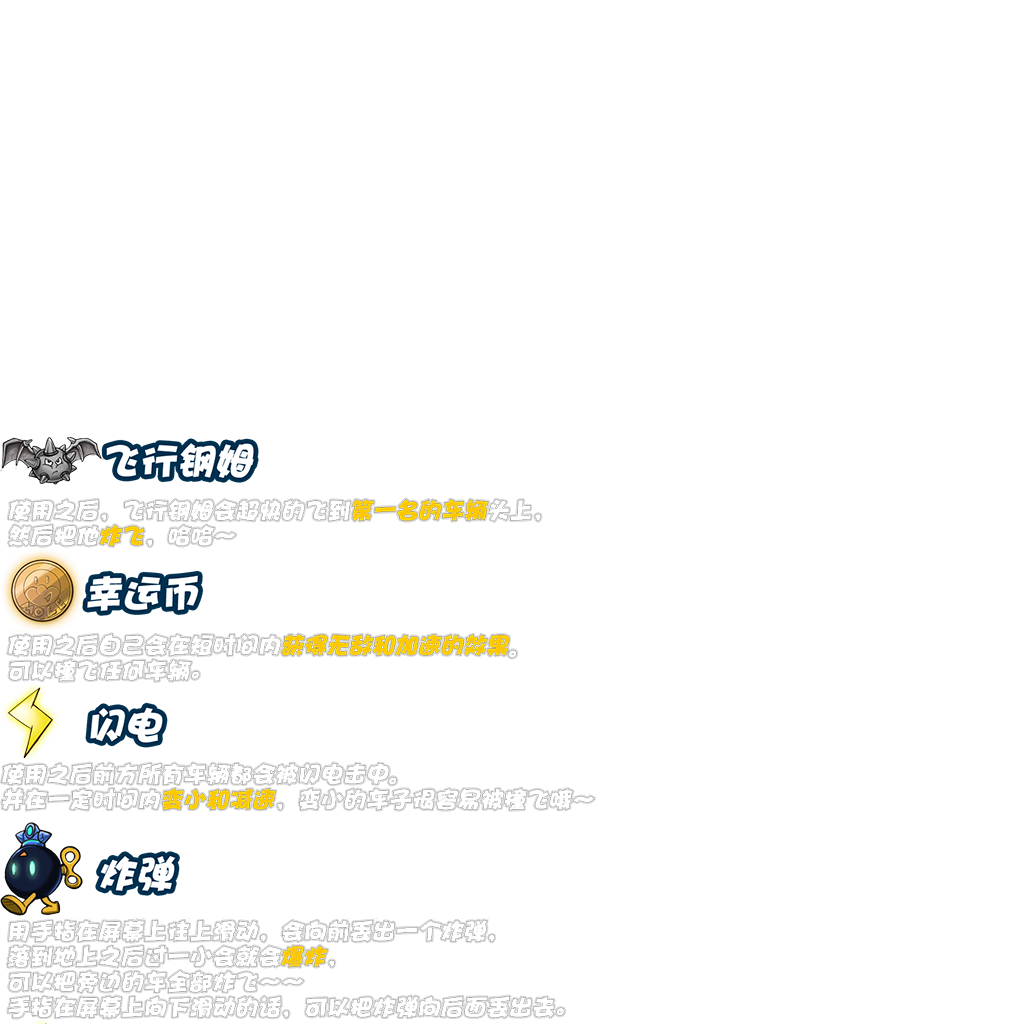 飞行钢姆
使用之后，飞行钢姆会超快的飞到第一名的车辆头上，
然后把他炸飞，哈哈～
MOLE
幸运币
使用之后自己会在短时间内获得无敌和加速的效果。
可以撞飞任何车辆。
闪电
使用之后前方所有车辆都会被闪电击中。
并在一定时间内变小和减速，变小的车子很容易被撞飞哦～
炸弹
用手指在屏幕上往上滑动，会向前丢出一个炸弹，
落到地上之后过一小会就会爆炸，
可以把旁边的车全部炸飞～～
手指在屏幕上向下滑动的话，可以把炸弹向后面丢出去。